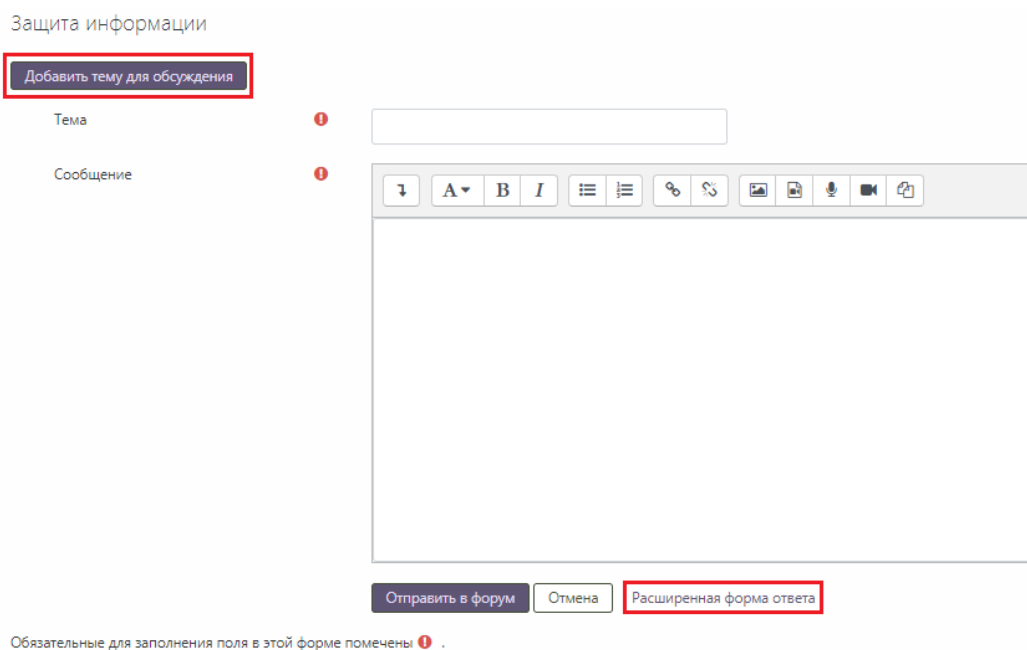 Защита информации
Добавить тему для обсуждения
Тема
Сообщение
A B I
Отправить в форум Отмена Расширенная форма ответа
Обязательные для заполнения поля в этой форме помечены .